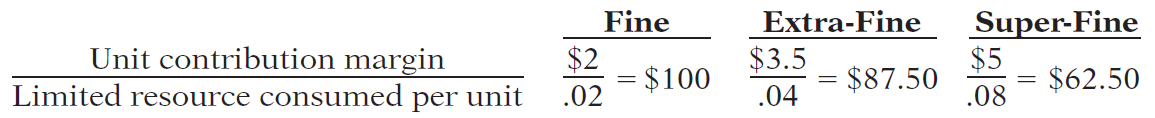 Fine Extra-Fine Super-Fine
Unit contribution margin $2 $3.5 $5
= $100 = $87.50 = $62.50
Limited resource consumed per unit .02 .04 .08